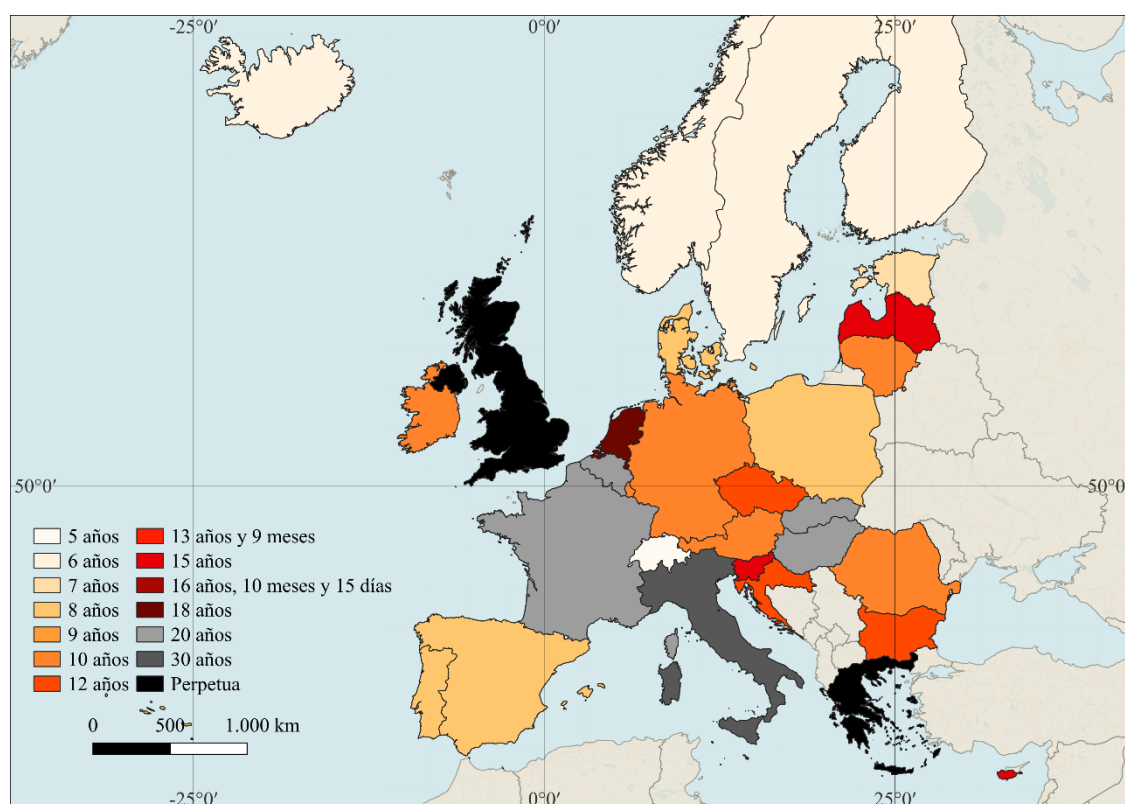 -25°0′ 0°0′ 25°0′
50°0′ 50°0′
5 años
6 años
7 años
8 años
9 años
10 años
12 años
13 años y 9 meses
15 años
16 años, 10 meses y 15 días
18 años
20 años
30 años
Perpetua
0 500 1.000 km
-25°0′ 0°0′ 25°0′